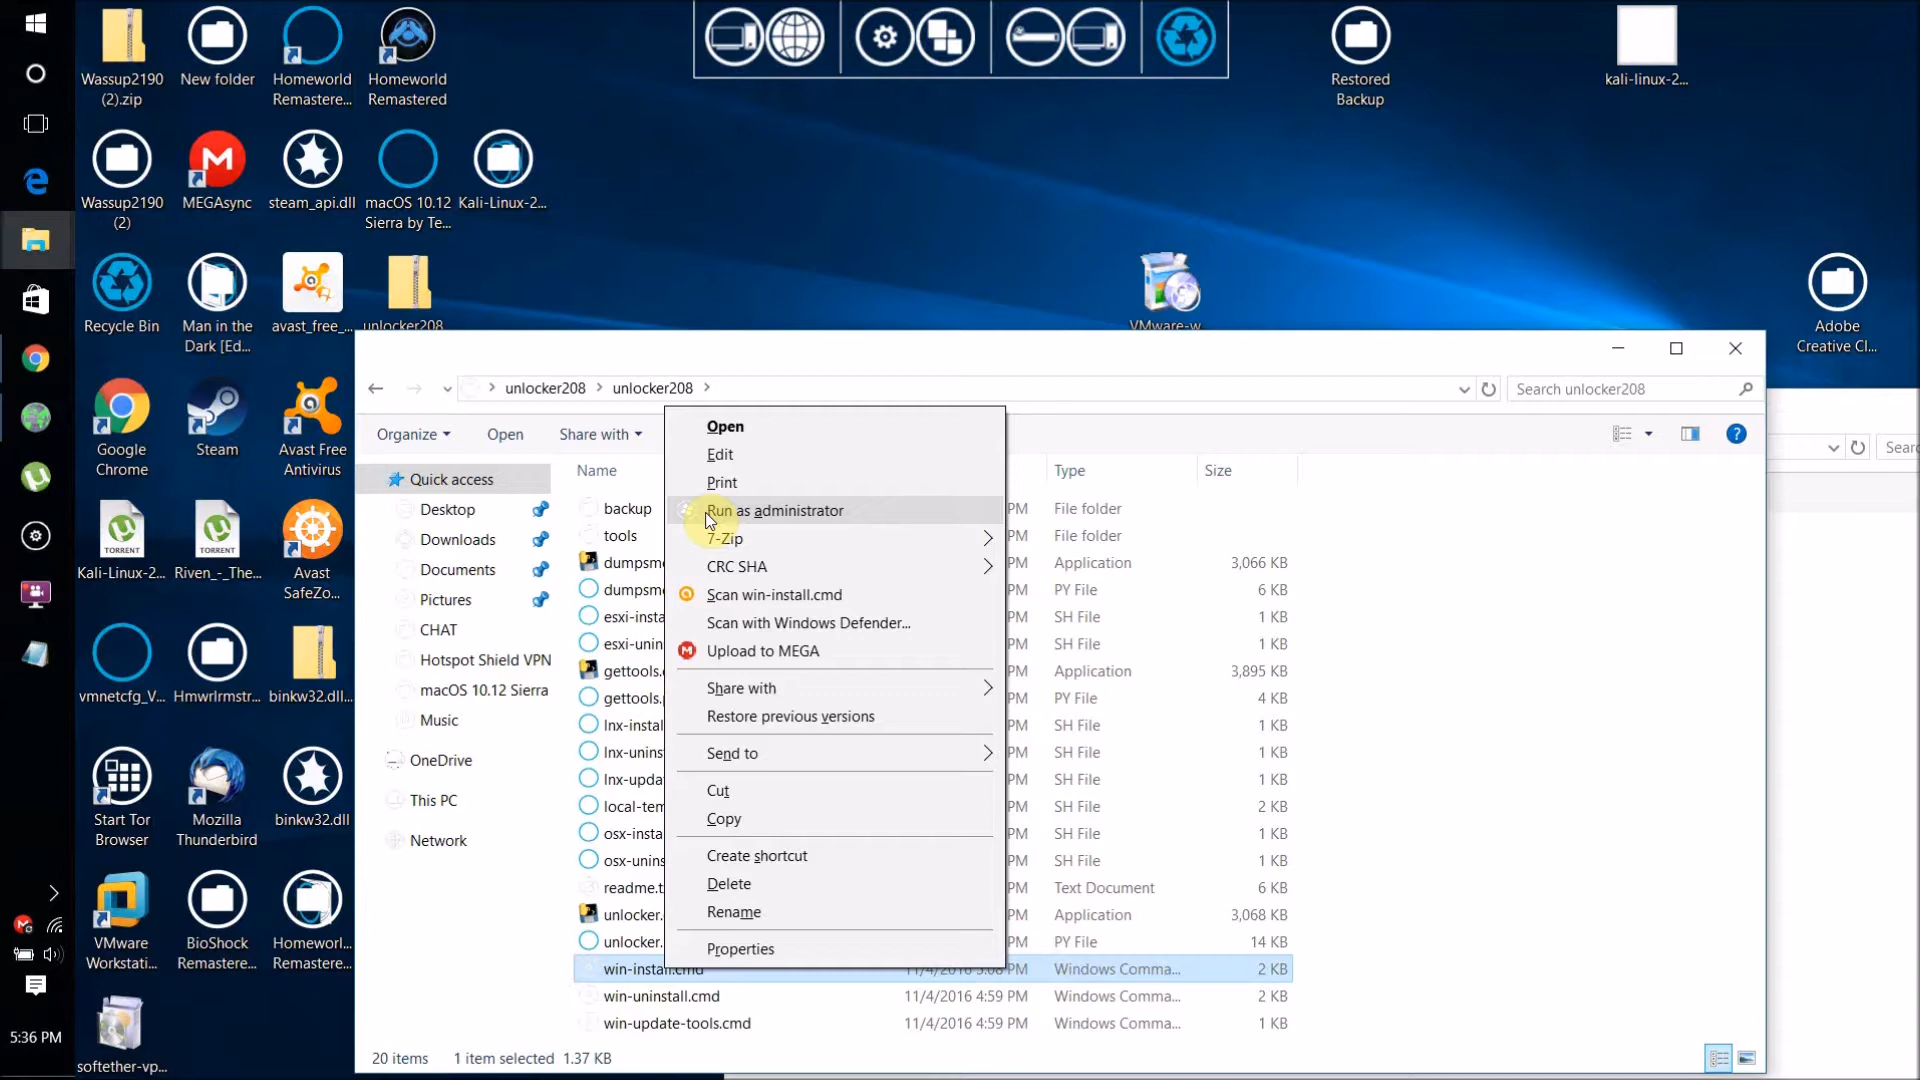 Wassup2190
(2).zip
New folder
Homeworld
Remastere...
Homeworld
Remastered
Restored
Backup
kali-linux-2...
Wassup2190
(2)
MEGAsync
steam_api.dll
macOS 10.12
Sierra by Te...
Kali-Linux-2...
Recycle Bin
Man in the
Dark [Ed...
avast_free_...
unlocker208
VMware-w...
Adobe
Creative Cl...
Google
Chrome
Steam
Avast Free
Antivirus
TORRENT
Kali-Linux-2...
TORRENT
Riven_-_The...
Avast
SafeZo...
vmnetcfg_V...
Hmwrlrmstr...
binkw32.dll...
Start Tor
Browser
Mozilla
Thunderbird
binkw32.dll
VMware
Workstati...
BioShock
Remastere...
Homeworl...
Remastere...
softether-vp...
5:36 PM
unlocker208
unlocker208
Search unlocker208
Organize
Open
Share with
Searc
Quick access
Desktop
Downloads
Documents
Pictures
CHAT
Hotspot Shield VPN
macOS 10.12 Sierra
Music
OneDrive
This PC
Network
Name
Type
Size
backup PM File folder
tools PM File folder
dumpsm PM Application 3,066 KB
dumpsm PM PY File 6 KB
esxi-insta PM SH File 1 KB
esxi-unin PM SH File 1 KB
gettools. PM Application 3,895 KB
gettools. PM PY File 4 KB
lnx-instal PM SH File 1 KB
lnx-unins PM SH File 1 KB
lnx-upda PM SH File 1 KB
local-tem PM SH File 2 KB
osx-insta PM SH File 1 KB
osx-unins PM SH File 1 KB
readme.t PM Text Document 6 KB
unlocker. PM Application 3,068 KB
unlocker. PM PY File 14 KB
win-install.cmd 11/4/2016 5:08 PM Windows Comma... 2 KB
win-uninstall.cmd 11/4/2016 4:59 PM Windows Comma... 2 KB
win-update-tools.cmd 11/4/2016 4:59 PM Windows Comma... 1 KB
20 items 1 item selected 1.37 KB
Open
Edit
Print
Run as administrator
7-Zip
CRC SHA
Scan win-install.cmd
Scan with Windows Defender...
Upload to MEGA
Share with
Restore previous versions
Send to
Cut
Copy
Create shortcut
Delete
Rename
Properties